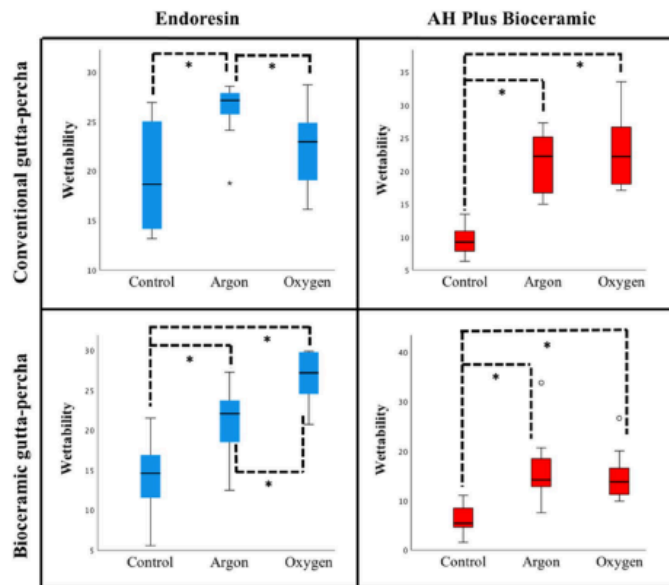 Endoresin
AH Plus Bioceramic
Conventional gutta-percha
Wettability
30
25
20
15
10
*
*
*
Control
Argon
Oxygen
Wettability
35
30
25
20
15
10
5
*
*
Control
Argon
Oxygen
Bioceramic gutta-percha
Wettability
30
25
20
15
10
5
*
*
*
Control
Argon
Oxygen
Wettability
40
30
20
10
0
*
*
Control
Argon
Oxygen